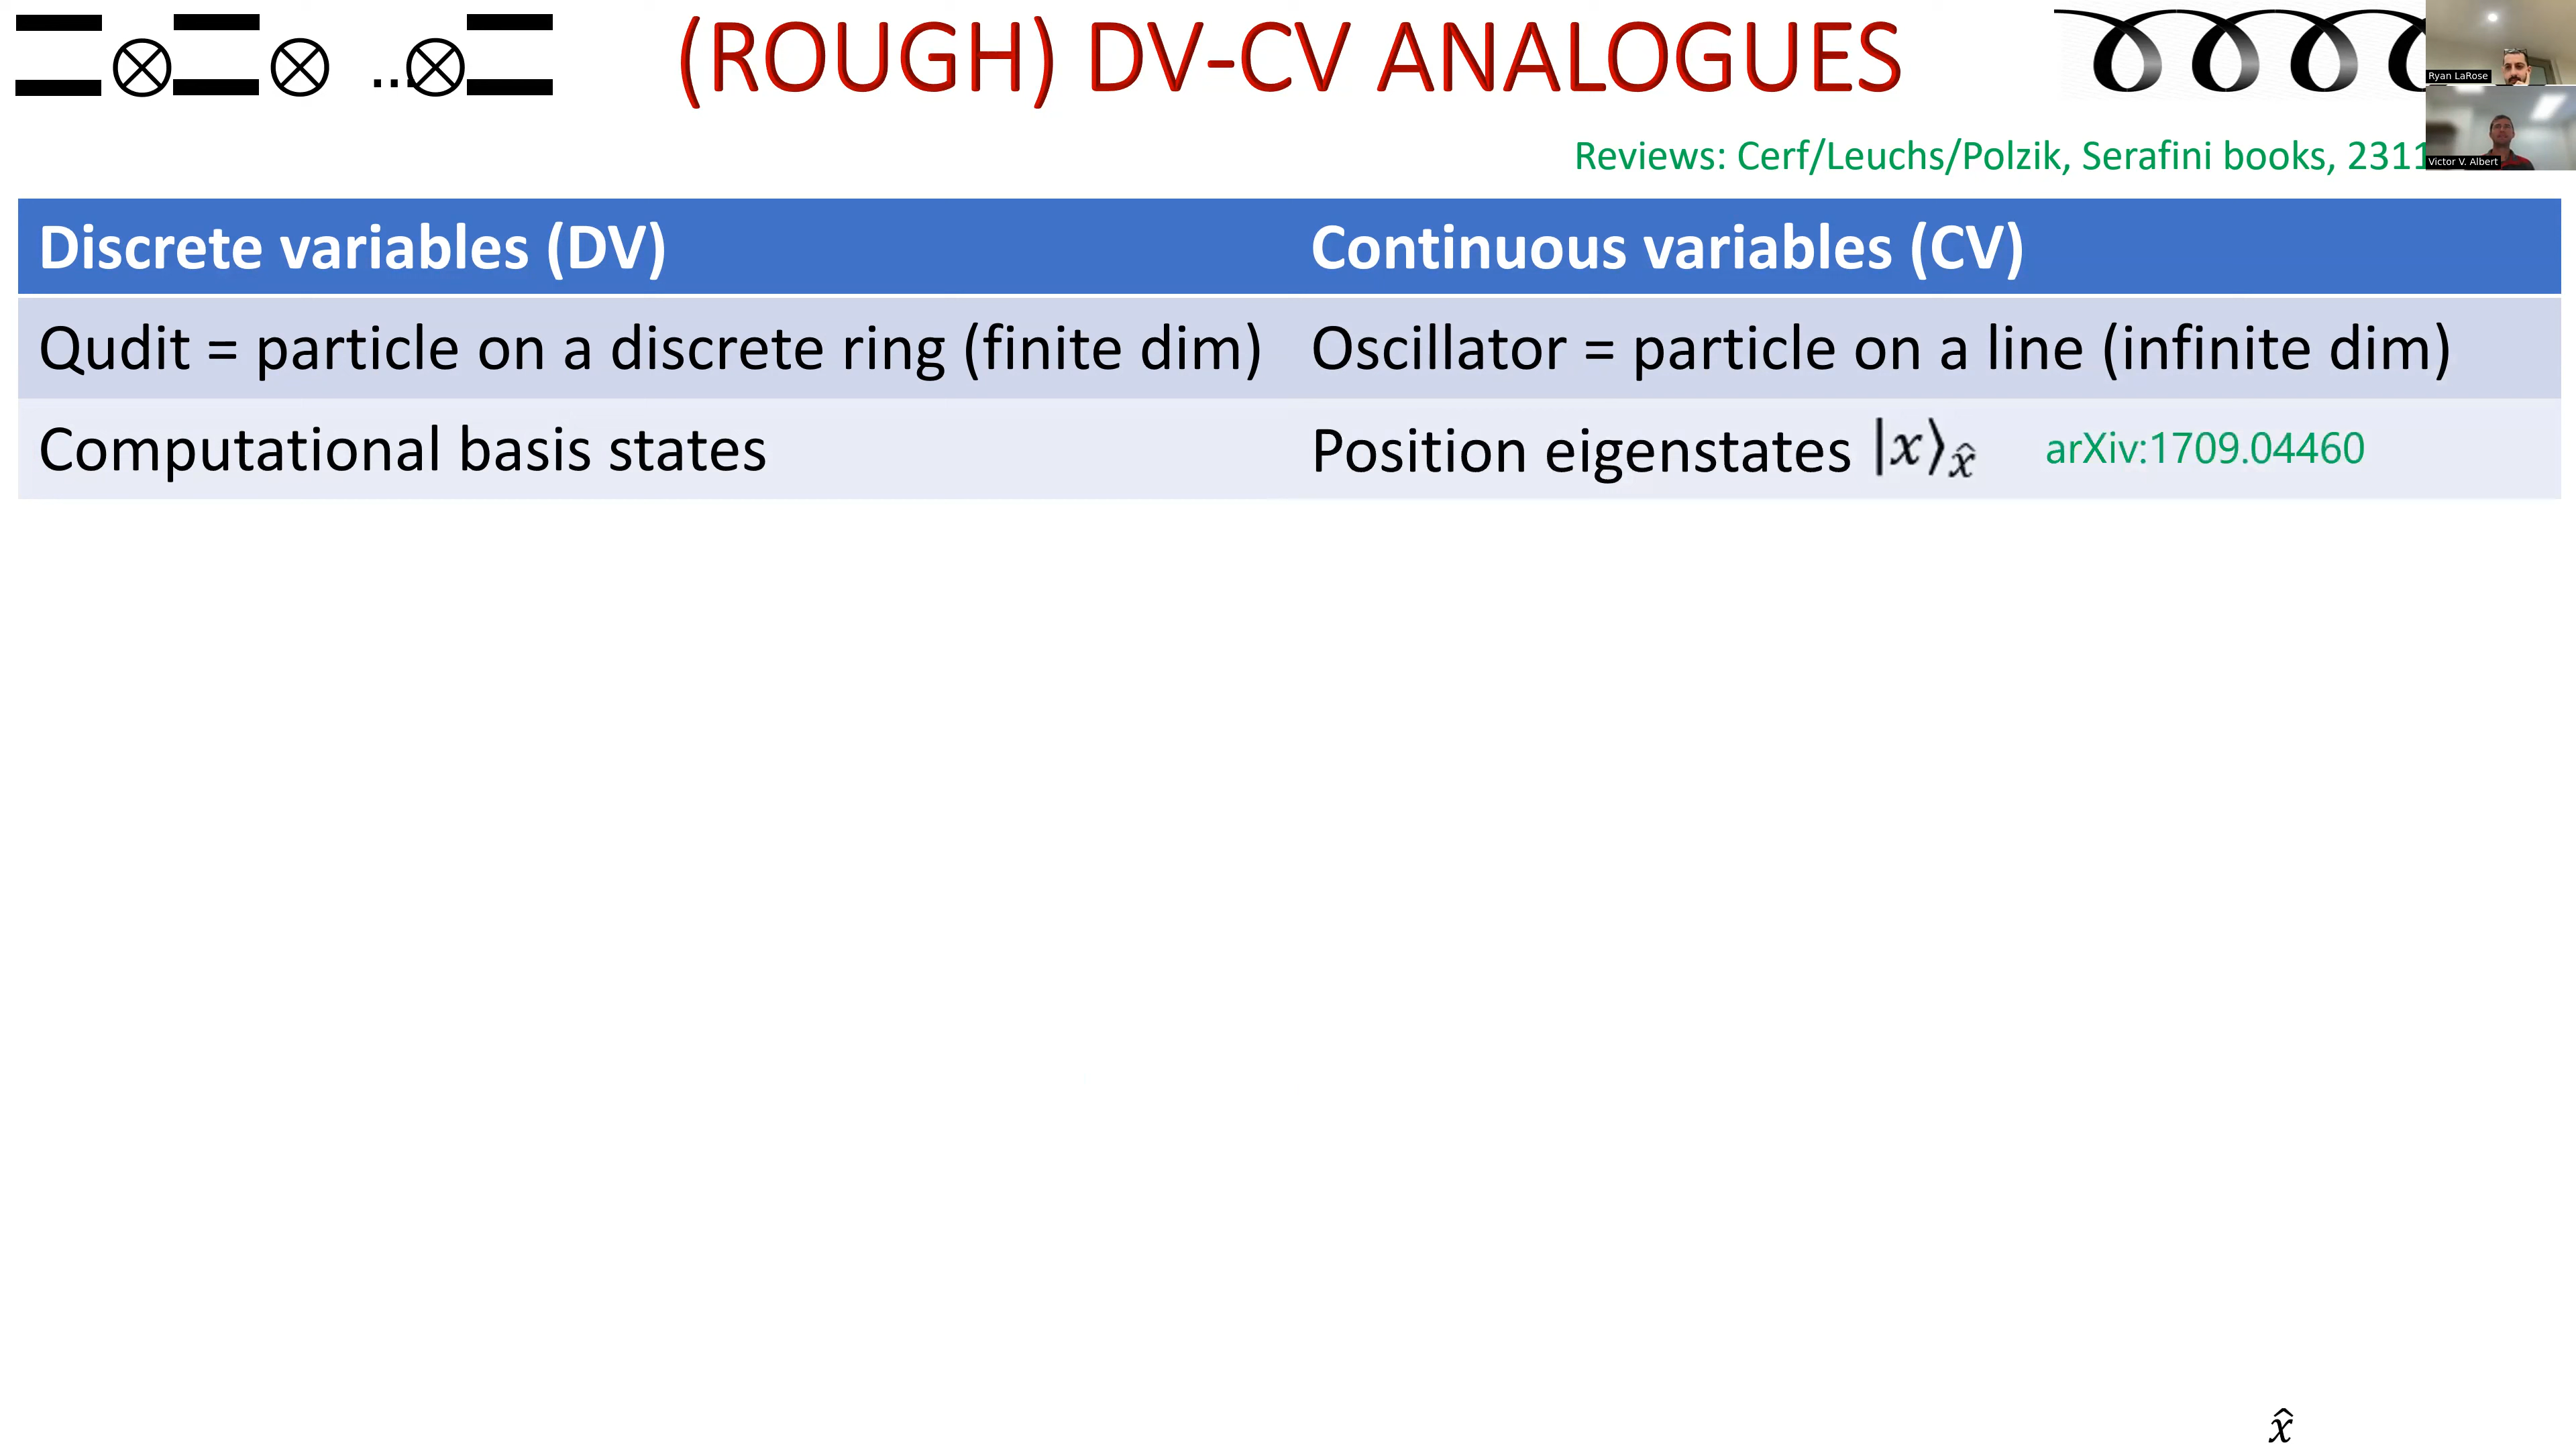 (ROUGH) DV-CV ANALOGUES
Ryan LaRose
Reviews: Cerf/Leuchs/Polzik, Serafini books, 2311
Victor V. Albert
Discrete variables (DV) Continuous variables (CV)
Qudit = particle on a discrete ring (finite dim) Oscillator = particle on a line (infinite dim)
Computational basis states Position eigenstates |x⟩x̂ arXiv:1709.04460
x̂